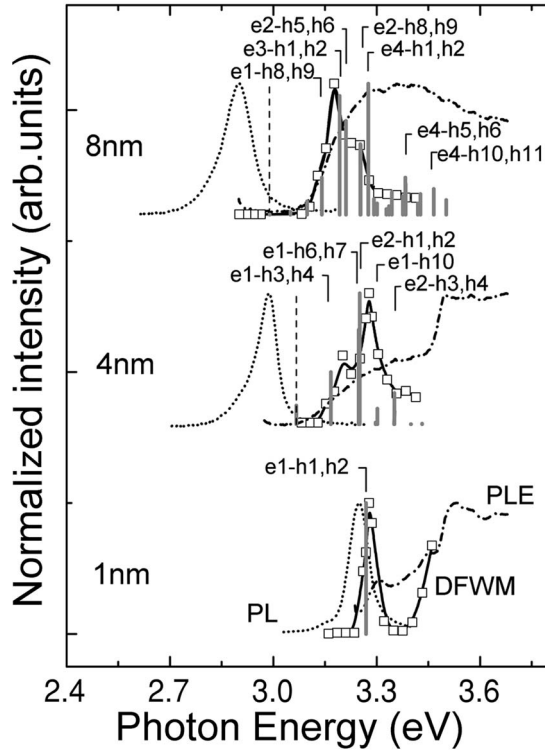 Normalized intensity (arb.units)
e2-h5,h6
e2-h8,h9
e3-h1,h2
e4-h1,h2
e1-h8,h9
8nm
e4-h5,h6
e4-h10,h11
e1-h6,h7
e2-h1,h2
e1-h3,h4
e1-h10
e2-h3,h4
4nm
e1-h1,h2
PLE
1nm
DFWM
PL
2.4 2.7 3.0 3.3 3.6
Photon Energy (eV)